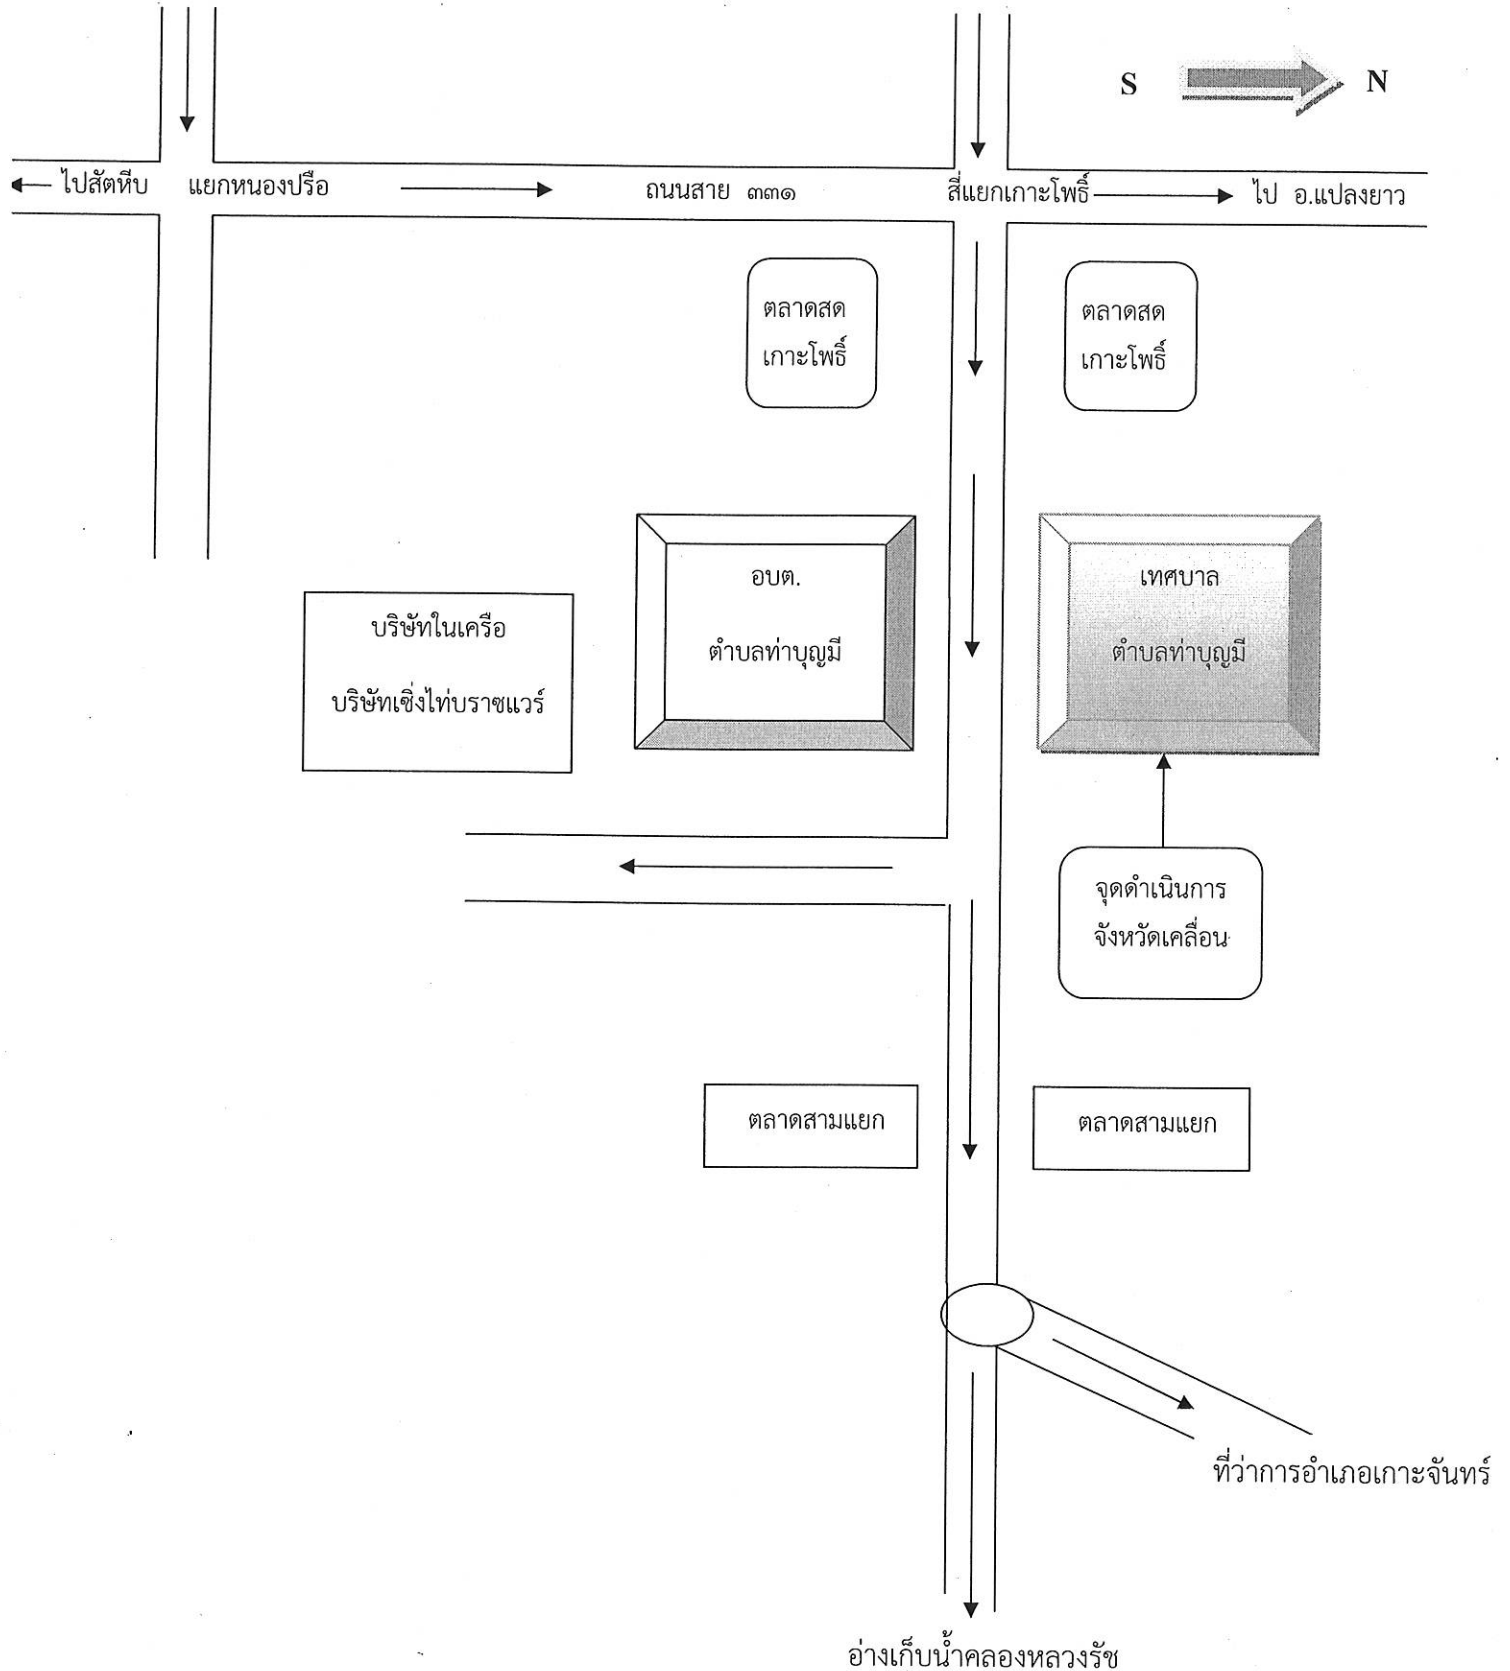 S N
ไปสัตหีบ แยกหนองปรือ ถนนสาย ๓๓๑ สี่แยกเกาะโพธิ์ ไป อ.แปลงยาว
ตลาดสด
เกาะโพธิ์
ตลาดสด
เกาะโพธิ์
บริษัทในเครือ
บริษัทเซิ่งไท่บราซแวร์
อบต.
ตำบลท่าบุญมี
เทศบาล
ตำบลท่าบุญมี
จุดดำเนินการ
จังหวัดเคลื่อน
ตลาดสามแยก
ตลาดสามแยก
ที่ว่าการอำเภอเกาะจันทร์
อ่างเก็บน้ำคลองหลวงรัช